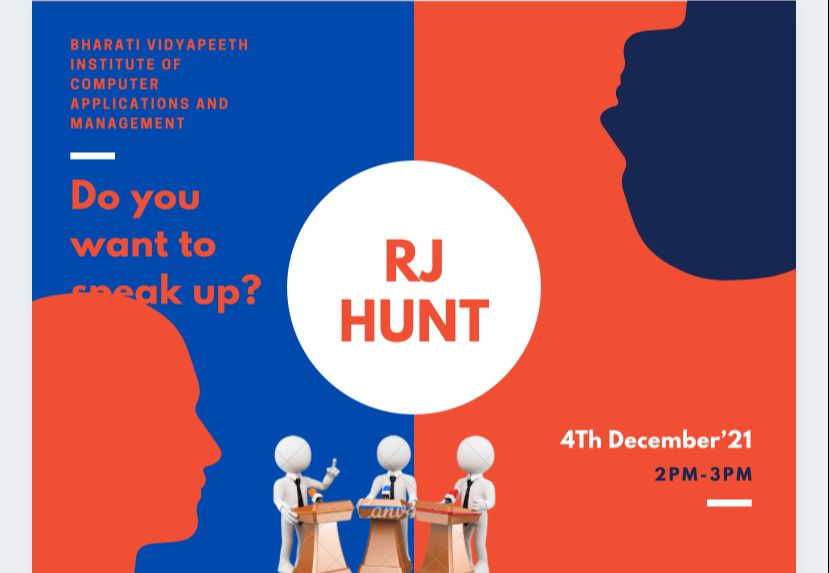 BHARATI VIDYAPEETH
INSTITUTE OF
COMPUTER
APPLICATIONS AND
MANAGEMENT
Do you
want to
speak up?
RJ
HUNT
4Th December'21
2PM-3PM